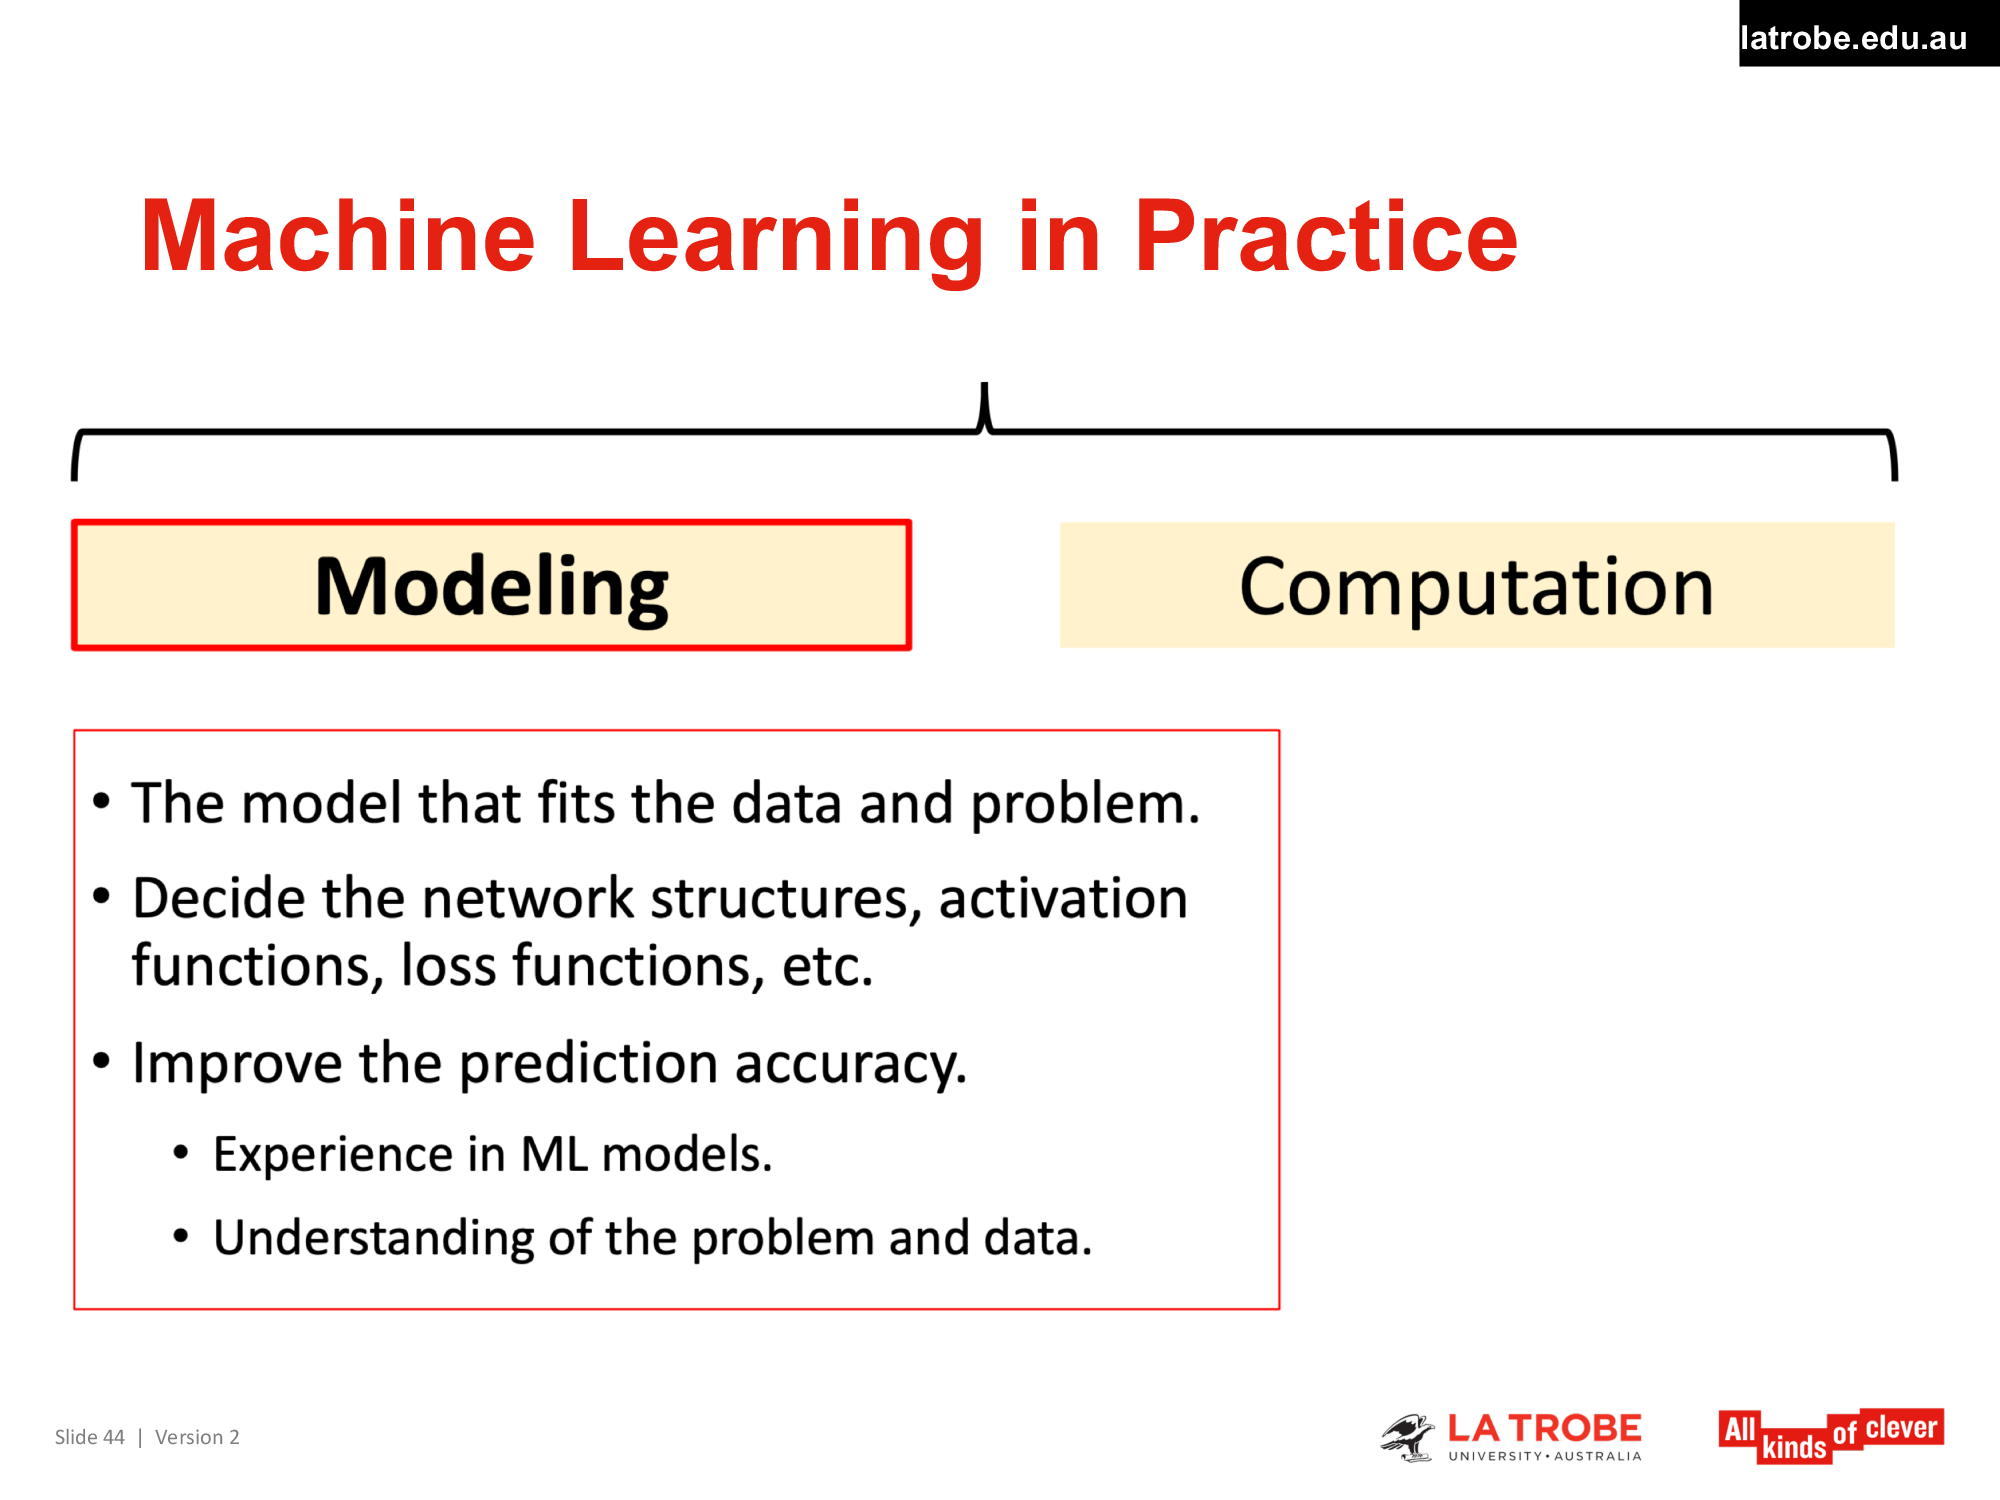 latrobe.edu.au
Machine Learning in Practice
Modeling
Computation
• The model that fits the data and problem.
• Decide the network structures, activation
functions, loss functions, etc.
• Improve the prediction accuracy.
• Experience in ML models.
• Understanding of the problem and data.
Slide 44 | Version 2
LA TROBE
UNIVERSITY • AUSTRALIA
All kinds of clever